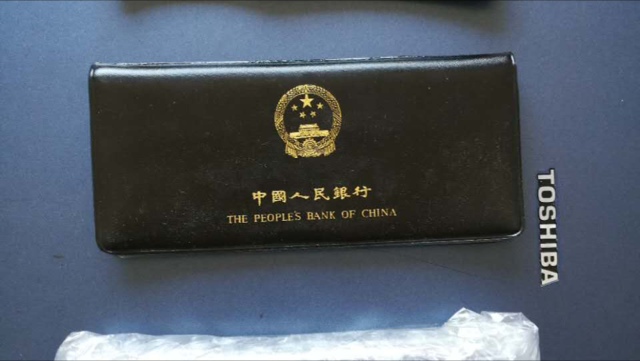 中國人民銀行
THE PEOPLE'S BANK OF CHINA
TOSHIBA